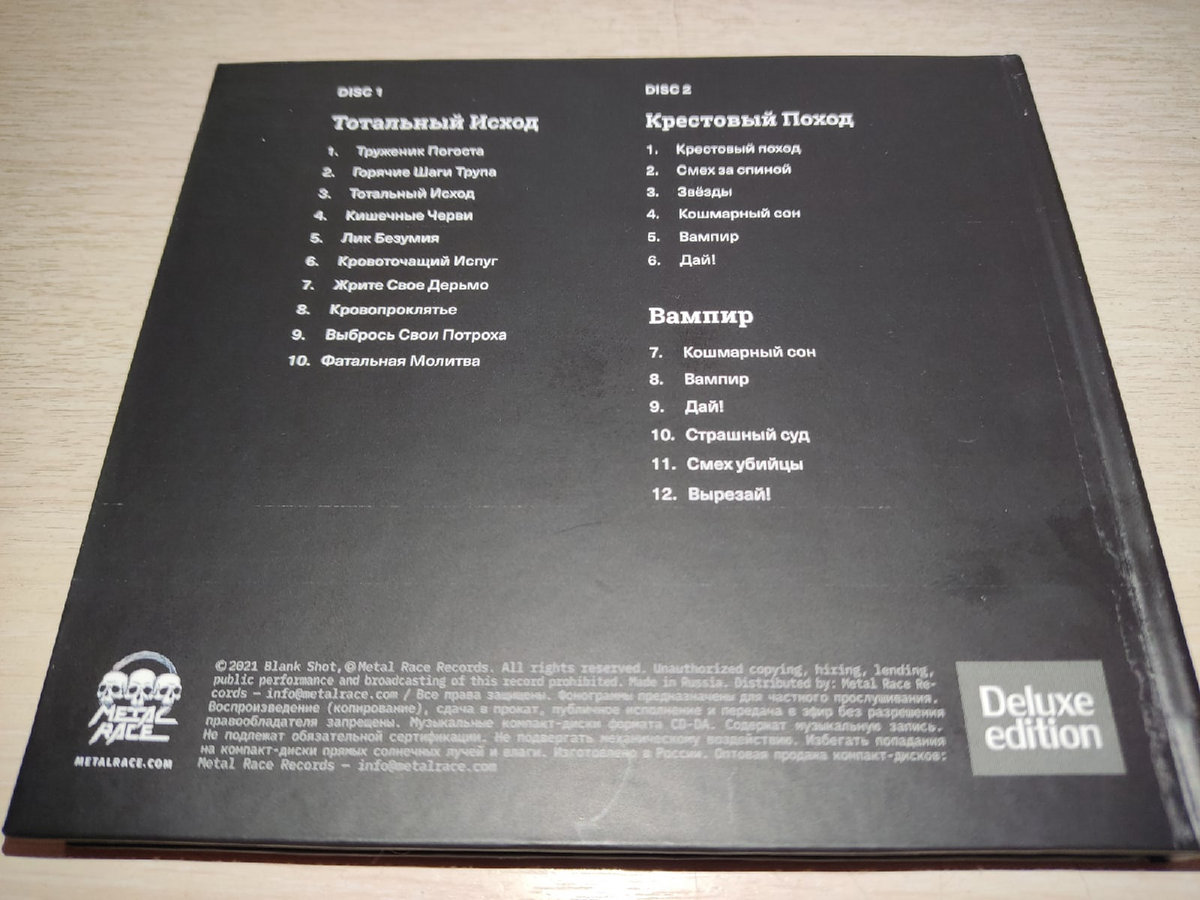 DISC 1
Тотальный Исход
1. Труженик Погоста
2. Горячие Шаги Трупа
3. Тотальный Исход
4. Кишечные Черви
5. Лик Безумия
6. Кровоточащий Испуг
7. Жрите Свое Дерьмо
8. Кровопроклятье
9. Выбрось Свои Потроха
10. Фатальная Молитва
DISC 2
Крестовый Поход
1. Крестовый поход
2. Смех за спиной
3. Звёзды
4. Кошмарный сон
5. Вампир
6. Дай!
Вампир
7. Кошмарный сон
8. Вампир
9. Дай!
10. Страшный суд
11. Смех убийцы
12. Вырезай!
METAL
RACE
METALRACE.COM
©2021 Blank Shot, ℗Metal Race Records. All rights reserved. Unauthorized copying, hiring, lending,
public performance and broadcasting of this record prohibited. Made in Russia. Distributed by: Metal Race Re-
cords – info@metalrace.com / Все права защищены. Фонограммы предназначены для частного прослушивания.
Воспроизведение (копирование), сдача в прокат, публичное исполнение и передача в эфир без разрешения
правообладателя запрещены. Музыкальные компакт-диски формата CD-DA. Содержат музыкальную запись.
Не подлежат обязательной сертификации. Не подвергать механическому воздействию. Избегать попадания
на компакт-диски прямых солнечных лучей и влаги. Изготовлено в России. Оптовая продажа компакт-дисков:
Metal Race Records – info@metalrace.com
Deluxe
edition